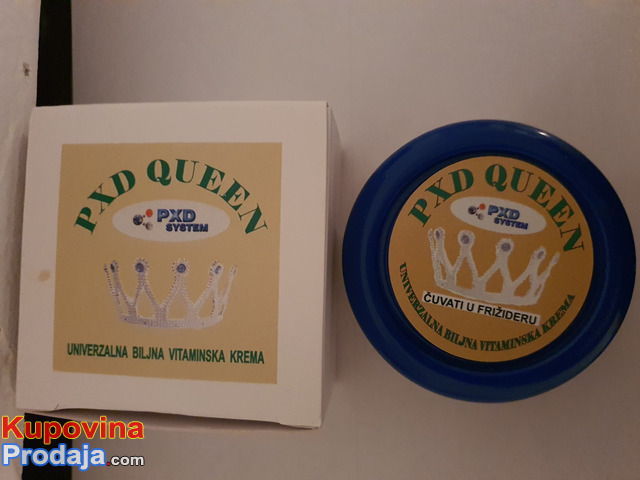 PXD QUEEN
PXD
SYSTEM
UNIVERZALNA BILJNA VITAMINSKA KREMA
PXD QUEEN
PXD
SYSTEM
ČUVATI U FRIŽIDERU
UNIVERZALNA BILJNA VITAMINSKA KREMA
Kupovina
Prodaja.com